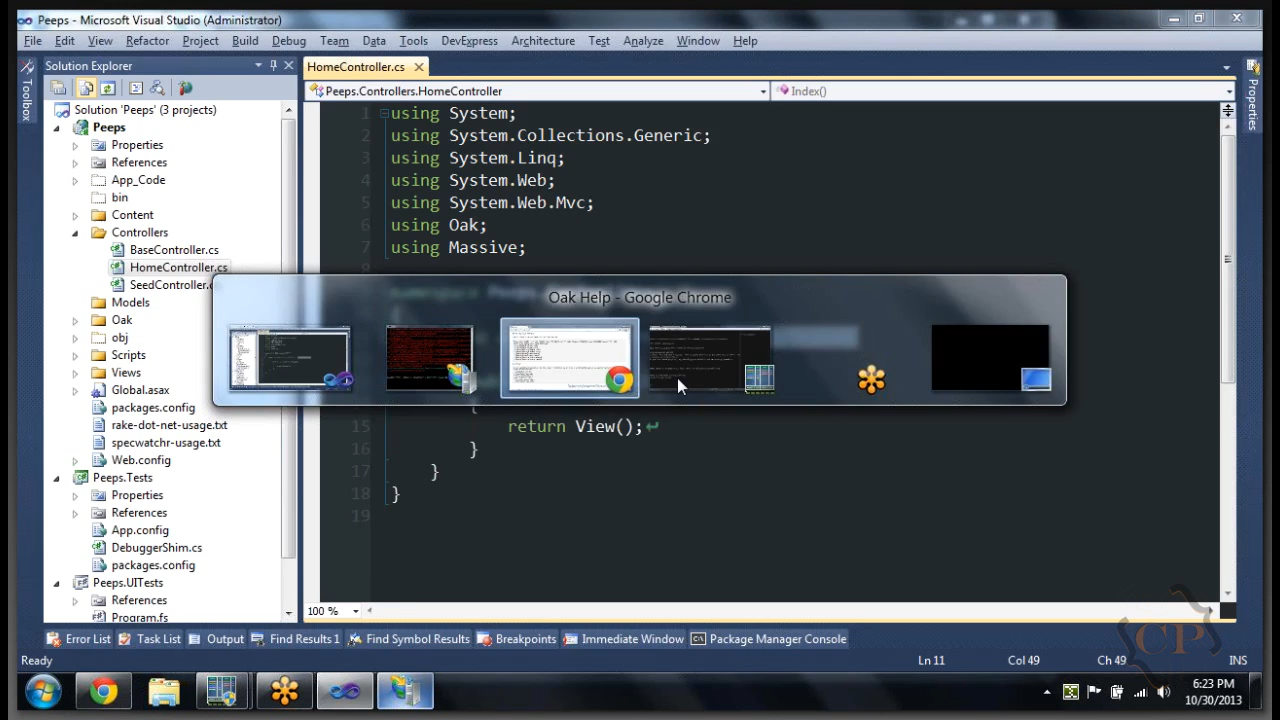 Peeps - Microsoft Visual Studio (Administrator)
File Edit View Refactor Project Build Debug Team Data Tools DevExpress Architecture Test Analyze Window Help
Toolbox
Solution Explorer
Solution 'Peeps' (3 projects)
Peeps
Properties
References
App_Code
bin
Content
Controllers
BaseController.cs
HomeController.cs
SeedController.
Models
Oak
obj
Scripts
Views
Global.asax
packages.config
rake-dot-net-usage.txt
specwatchr-usage.txt
Web.config
Peeps.Tests
Properties
References
App.config
DebuggerShim.cs
packages.config
Peeps.UITests
References
Program.fs
HomeController.cs
Peeps.Controllers.HomeController
Index()
1 using System;
2 using System.Collections.Generic;
3 using System.Linq;
4 using System.Web;
5 using System.Web.Mvc;
6 using Oak;
7 using Massive;
Oak Help - Google Chrome
{
15 return View();
16 }
17 }
18 }
19
100 %
Properties
Error List Task List Output Find Results 1 Find Symbol Results Breakpoints Immediate Window Package Manager Console
Ready Ln 11 Col 49 Ch 49 INS
{CP}
6:23 PM
10/30/2013